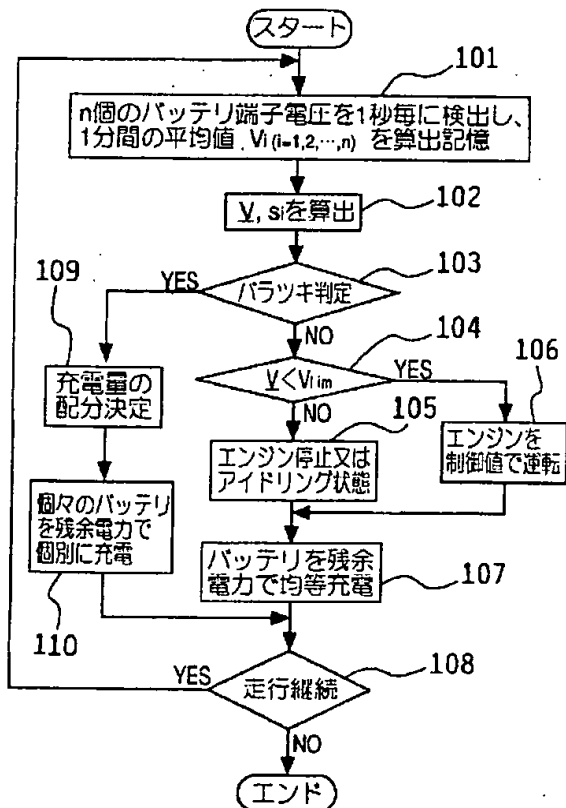 スタート
101
n個のバッテリ端子電圧を1秒毎に検出し、
1分間の平均値 Vi (i=1,2,…,n) を算出記憶
102
V, siを算出
103
バラツキ判定
YES
NO
109
充電量の
配分決定
104
V<Vlim
YES
NO
106
エンジンを
制御値で運転
105
エンジン停止又は
アイドリング状態
個々のバッテリ
を残余電力で
個別に充電
110
バッテリを残余
電力で均等充電
107
108
走行継続
YES
NO
エンド